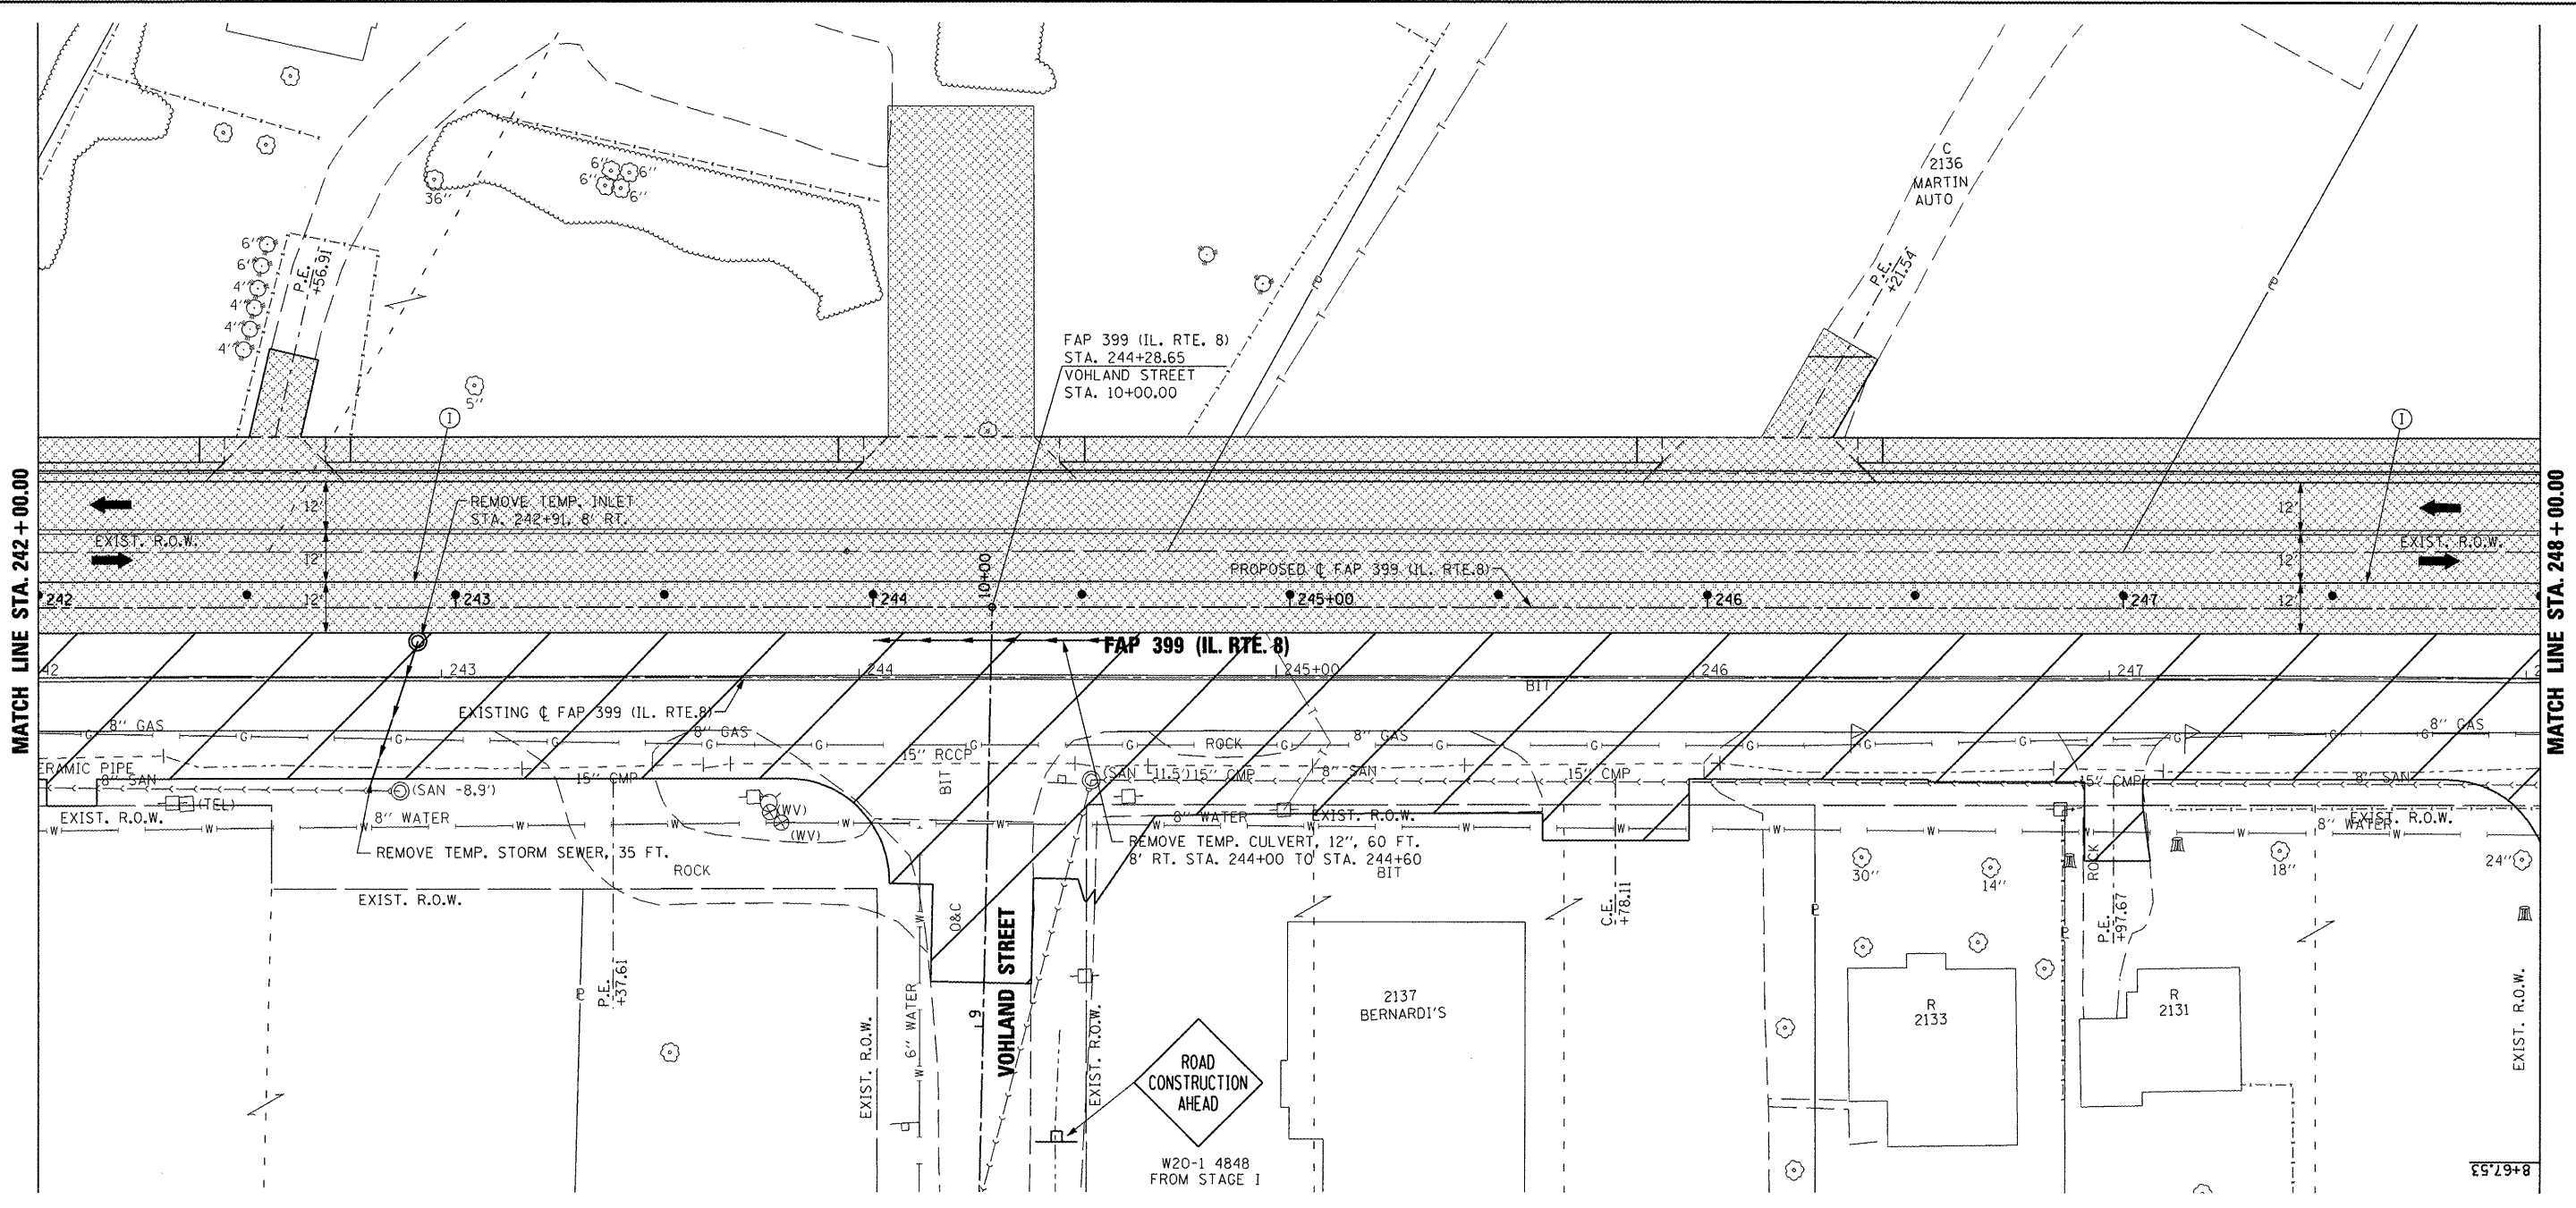 MATCH LINE STA. 242+00.00
MATCH LINE STA. 248+00.00
36''
6''
6''
6''
6''
6''
6''
4''
4''
4''
4''
5''
P.E.
+56.91
C
2136
MARTIN
AUTO
P.E.
+21.54
FAP 399 (IL. RTE. 8)
STA. 244+28.65
VOHLAND STREET
STA. 10+00.00
I
I
REMOVE TEMP. INLET
STA. 242+91, 8' RT.
12'
12'
12'
12'
12'
12'
EXIST. R.O.W.
EXIST. R.O.W.
10+00
PROPOSED ℄ FAP 399 (IL. RTE.8)
242
243
244
245+00
246
247
FAP 399 (IL. RTE. 8)
42
243
244
245+00
246
247
2
BIT
EXISTING ℄ FAP 399 (IL. RTE.8)
8'' GAS
8'' GAS
8'' GAS
8'' GAS
ROCK
15'' RCCP
BIT
ERAMIC PIPE
8'' SAN
15'' CMP
(SAN -8.9')
(SAN -11.5')
15'' CMP
8'' SAN
15'' CMP
15'' CMP
8'' SAN
(TEL)
(WV)
(WV)
EXIST. R.O.W.
8'' WATER
8'' WATER
EXIST. R.O.W.
8'' WATER
EXIST. R.O.W.
REMOVE TEMP. STORM SEWER, 35 FT.
REMOVE TEMP. CULVERT, 12'', 60 FT.
8' RT. STA. 244+00 TO STA. 244+60
BIT
ROCK
EXIST. R.O.W.
30''
14''
ROCK
18''
24''
C.E.
+78.11
P.E.
+97.67
P.E.
+37.61
O&C
VOHLAND STREET
9
6'' WATER
EXIST. R.O.W.
EXIST. R.O.W.
EXIST. R.O.W.
2137
BERNARDI'S
R
2133
R
2131
ROAD
CONSTRUCTION
AHEAD
W20-1 4848
FROM STAGE I
8+67.53